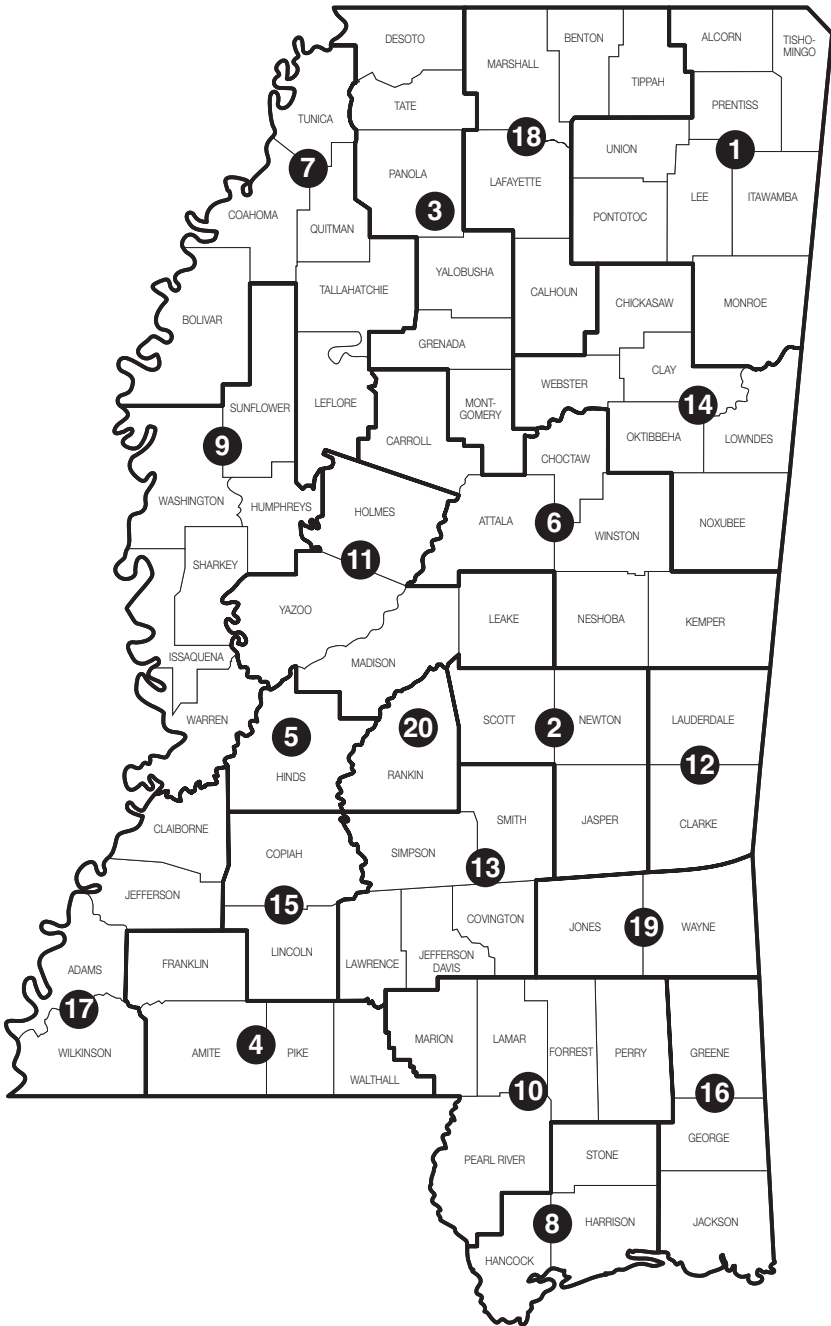 DESOTO
BENTON
ALCORN
TISHO-
MINGO
MARSHALL
TIPPAH
TATE
PRENTISS
TUNICA
18
UNION
1
7
PANOLA
LAFAYETTE
3
LEE
ITAWAMBA
COAHOMA
PONTOTOC
QUITMAN
YALOBUSHA
TALLAHATCHIE
CALHOUN
CHICKASAW
MONROE
BOLIVAR
GRENADA
CLAY
WEBSTER
SUNFLOWER
LEFLORE
MONT-
GOMERY
14
CARROLL
OKTIBBEHA
LOWNDES
9
CHOCTAW
WASHINGTON
HUMPHREYS
HOLMES
ATTALA
6
WINSTON
NOXUBEE
SHARKEY
11
YAZOO
LEAKE
NESHOBA
KEMPER
ISSAQUENA
MADISON
WARREN
SCOTT
NEWTON
LAUDERDALE
5
20
2
HINDS
RANKIN
12
CLAIBORNE
SMITH
JASPER
CLARKE
COPIAH
SIMPSON
13
JEFFERSON
15
COVINGTON
JONES
19
WAYNE
LINCOLN
LAWRENCE
JEFFERSON
DAVIS
ADAMS
FRANKLIN
17
WILKINSON
AMITE
4
PIKE
WALTHALL
MARION
LAMAR
FORREST
PERRY
GREENE
10
16
GEORGE
PEARL RIVER
STONE
8
HARRISON
JACKSON
HANCOCK